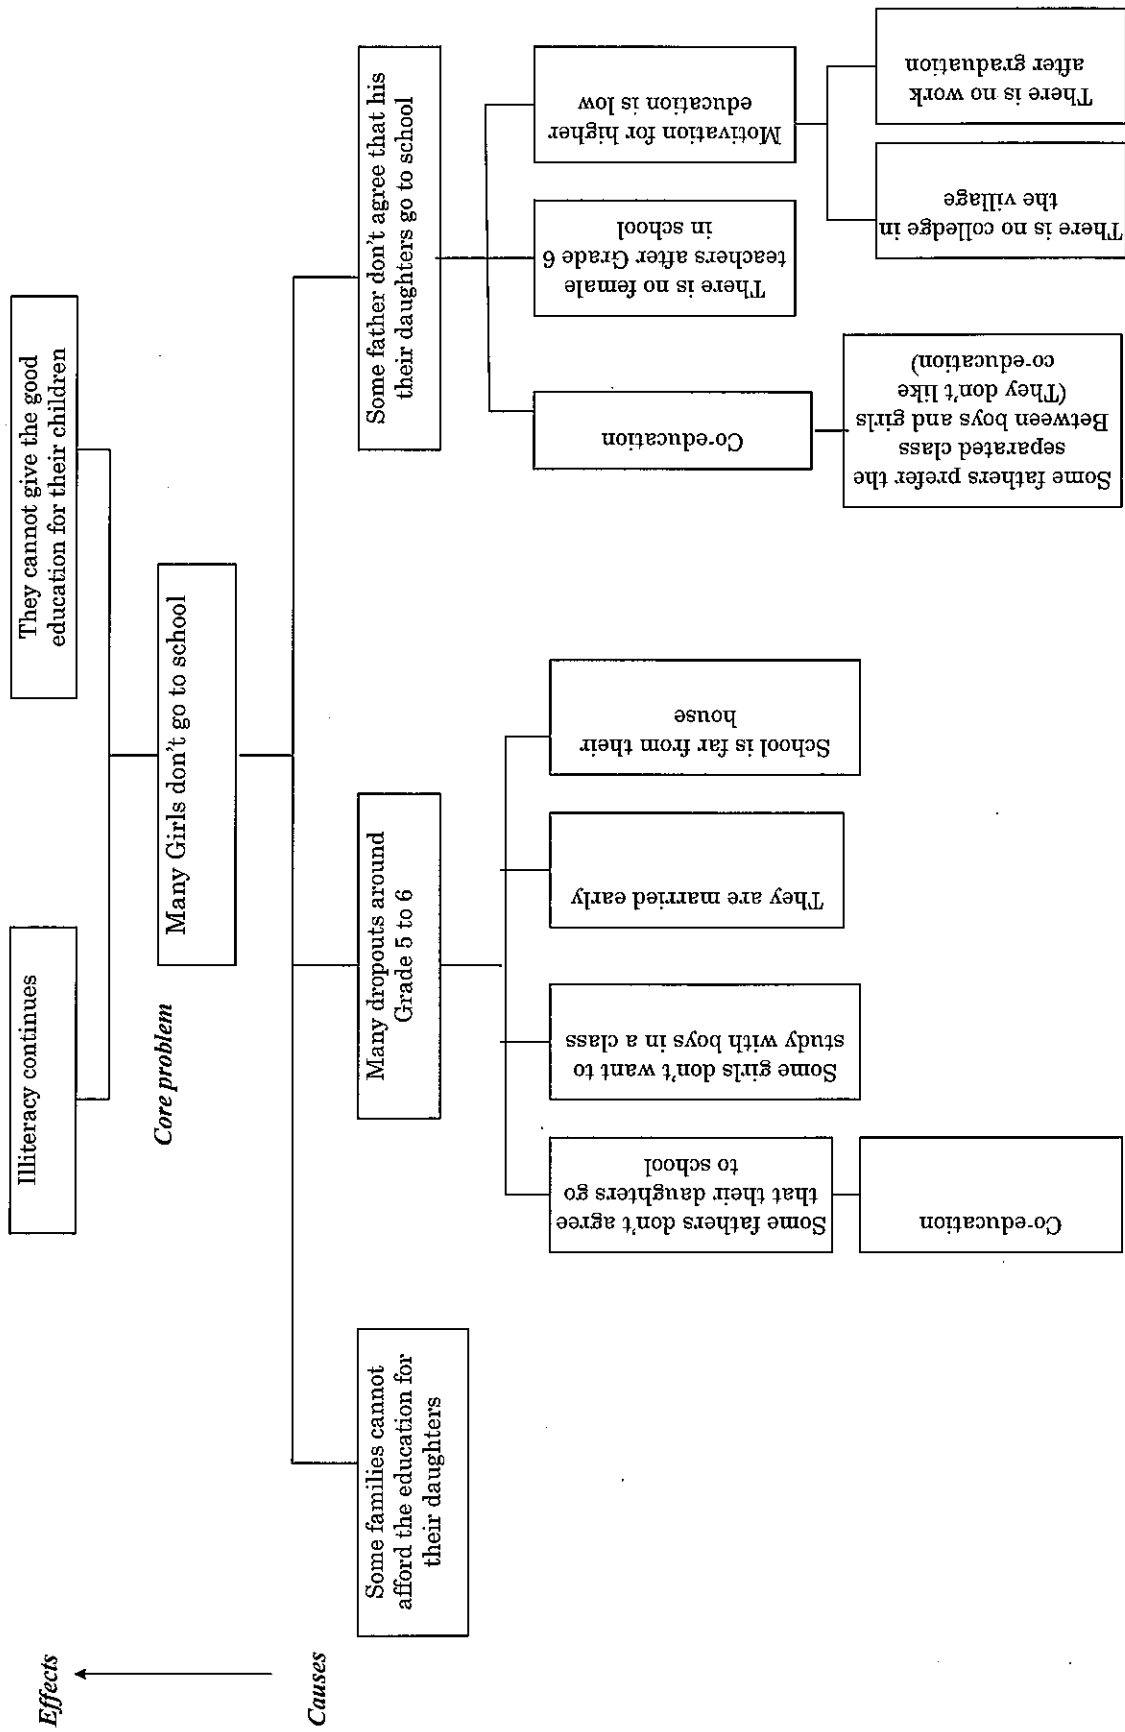 Effects
Causes
Illiteracy continues
They cannot give the good
education for their children
Core problem
Many Girls don't go to school
Some families cannot
afford the education for
their daughters
Many dropouts around
Grade 5 to 6
Some father don't agree that his
their daughters go to school
Some fathers don't agree
that their daughters go
to school
Some girls don't want to
study with boys in a class
They are married early
School is far from their
house
Co-education
There is no female
teachers after Grade 6
in school
Motivation for higher
education is low
Co-education
Some fathers prefer the
separated class
Between boys and girls
(They don't like
co-education)
There is no colledge in
the village
There is no work
after graduation